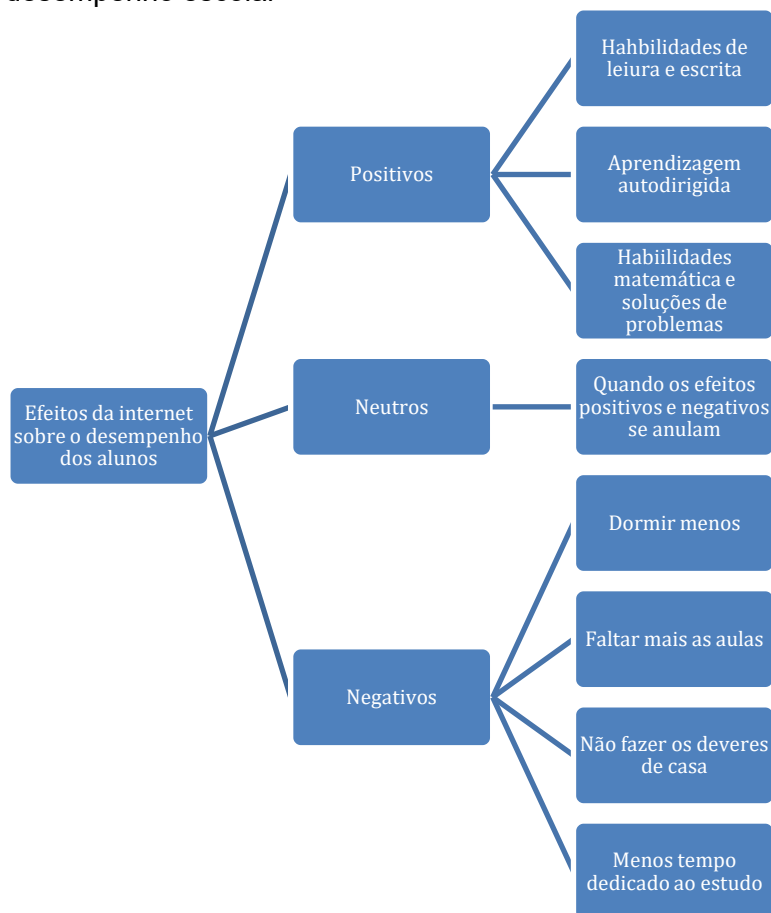 desempenho escolar
Hahbilidades de
leiura e escrita
Positivos
Aprendizagem
autodirigida
Habiilidades
matemática e
soluções de
problemas
Efeitos da internet
sobre o desempenho
dos alunos
Neutros
Quando os efeitos
positivos e negativos
se anulam
Negativos
Dormir menos
Faltar mais as aulas
Não fazer os deveres
de casa
Menos tempo
dedicado ao estudo